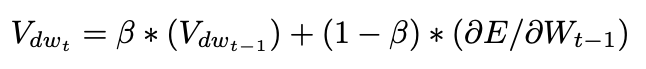 V_{dw_t} = β * (V_{dw_{t-1}}) + (1 − β) * (∂E/∂W_{t-1})